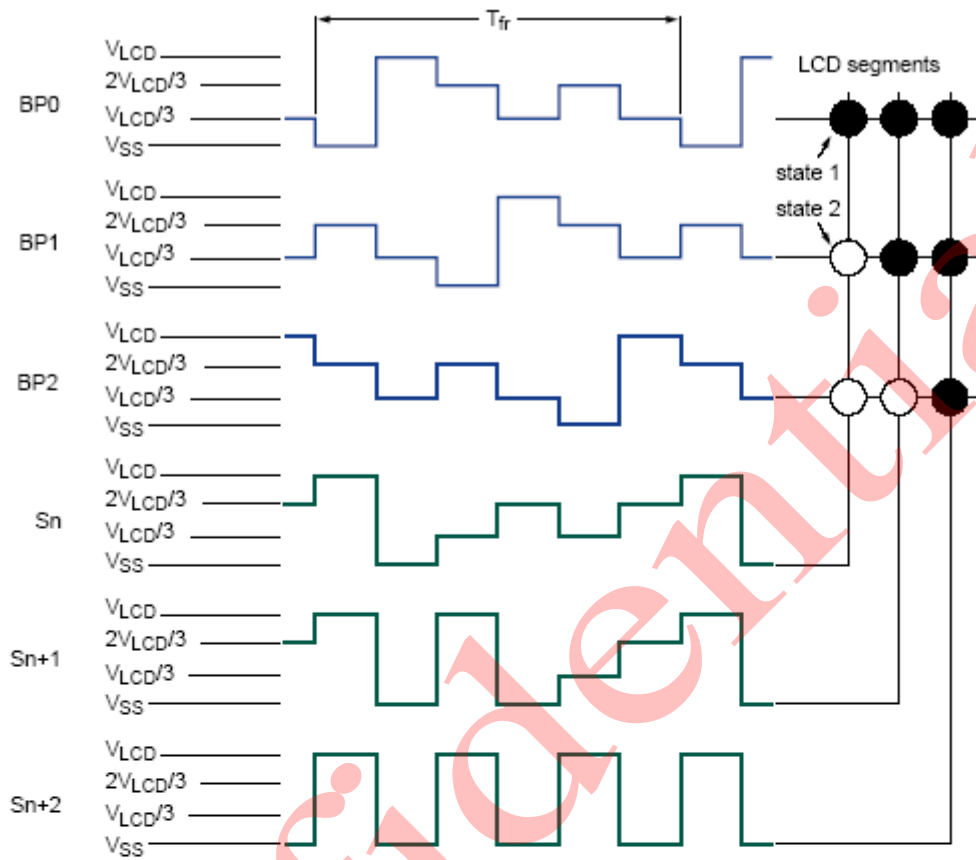 Tfr
BP0
VLCD
2VLCD/3
VLCD/3
VSS
LCD segments
state 1
state 2
BP1
VLCD
2VLCD/3
VLCD/3
VSS
BP2
VLCD
2VLCD/3
VLCD/3
VSS
Sn
VLCD
2VLCD/3
VLCD/3
VSS
Sn+1
VLCD
2VLCD/3
VLCD/3
VSS
Sn+2
VLCD
2VLCD/3
VLCD/3
VSS
fidentia